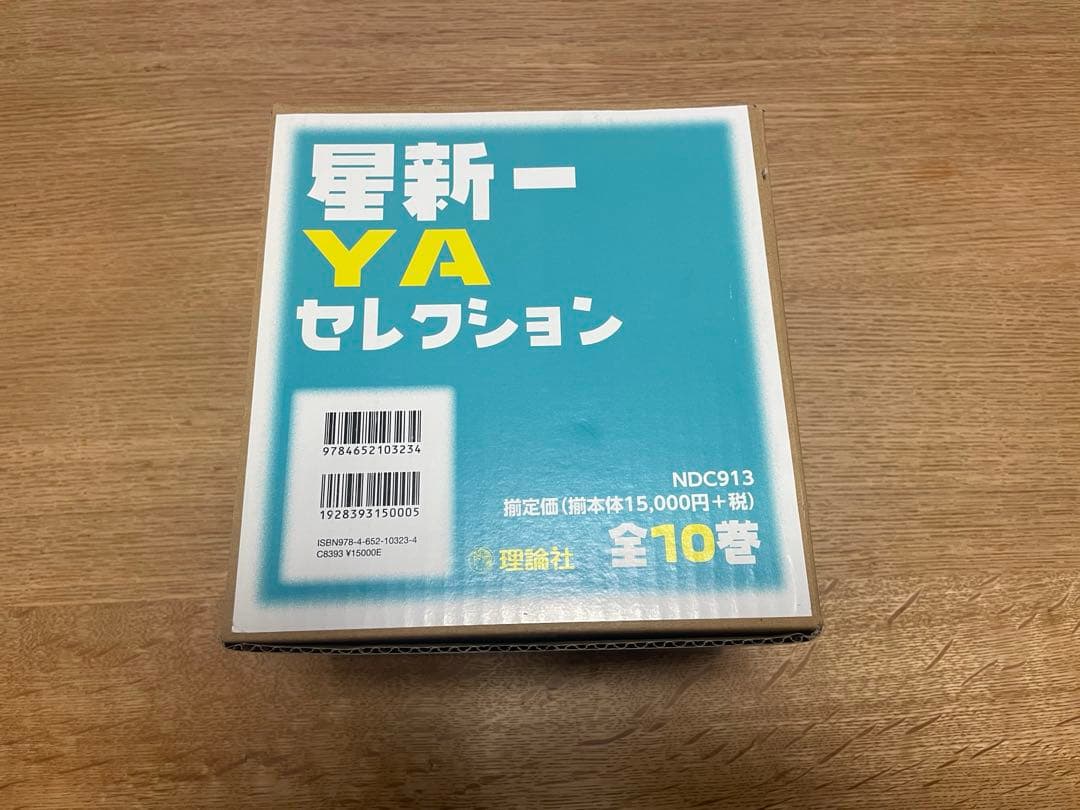 星新一
YA
セレクション
9784652103234
1928393150005
ISBN978-4-652-10323-4
C8393 ¥15000E
NDC913
揃定価(揃本体15,000円+税)
理論社
全10巻